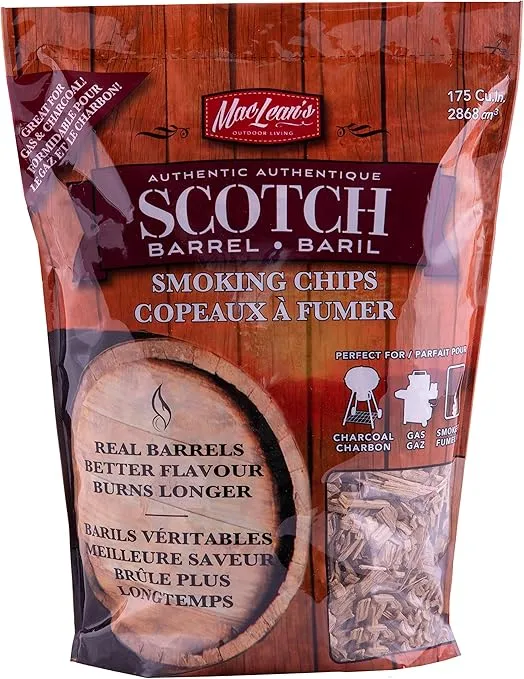 GREAT FOR
GAS & CHARCOAL!
FORMIDABLE POUR
LE GAZ ET LE CHARBON!
MacLean's
OUTDOOR LIVING
175 Cu.In.
2868 cm³
AUTHENTIC AUTHENTIQUE
SCOTCH
BARREL • BARIL
SMOKING CHIPS
COPEAUX À FUMER
PERFECT FOR / PARFAIT POUR
CHARCOAL
CHARBON
GAS
GAZ
REAL BARRELS
BETTER FLAVOUR
BURNS LONGER
BARILS VÉRITABLES
MEILLEURE SAVEUR
BRÛLE PLUS
LONGTEMPS